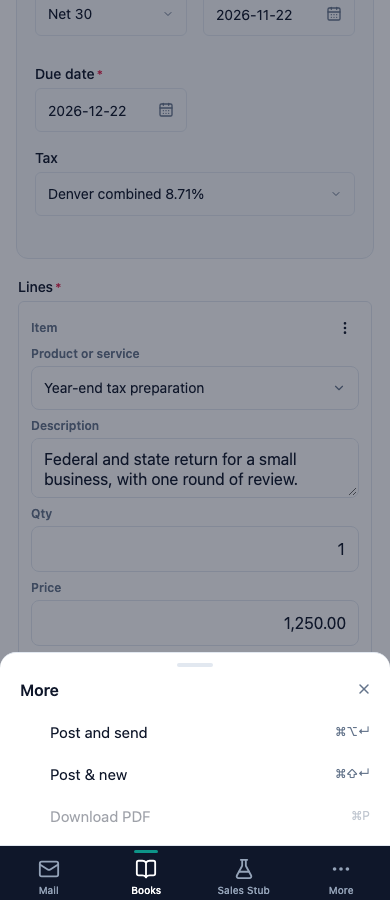 Net 30
2026-11-22
Due date*
2026-12-22
Tax
Denver combined 8.71%
Lines*
Item
Product or service
Year-end tax preparation
Description
Federal and state return for a small
business, with one round of review.
Qty
1
Price
1,250.00
More
Post and send ⌘⌥↵
Post & new ⌘⇧↵
Download PDF ⌘P
Mail
Books
Sales Stub
More